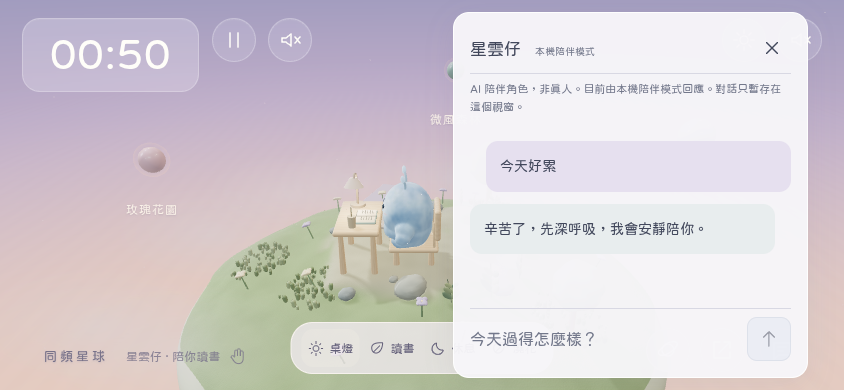 00:50
星雲仔 本機陪伴模式
AI 陪伴角色,非真人。目前由本機陪伴模式回應。對話只暫存在
這個視窗。
微風
玫瑰花園
今天好累
辛苦了,先深呼吸,我會安靜陪你。
今天過得怎麼樣?
同頻星球 星雲仔·陪你讀書
桌燈 讀書